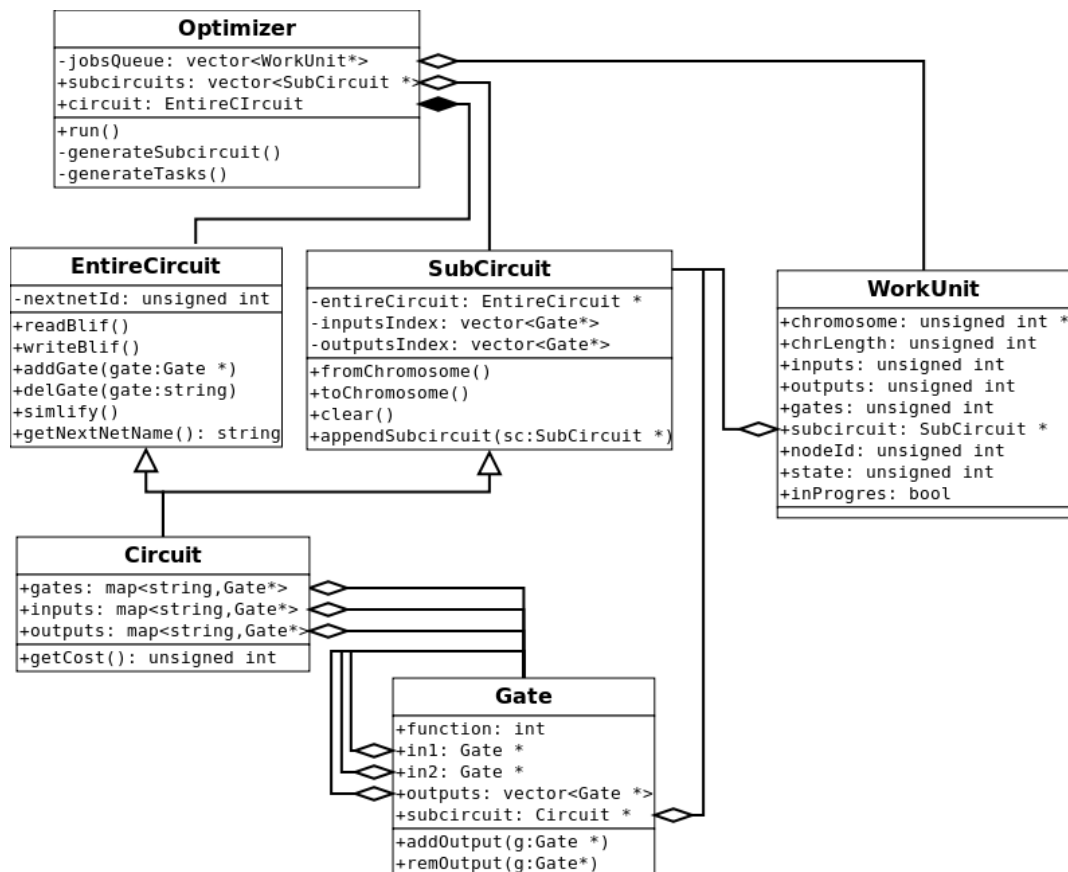 Optimizer
-jobsQueue: vector<WorkUnit*>
+subcircuits: vector<SubCircuit *>
+circuit: EntireCIrcuit
+run()
-generateSubcircuit()
-generateTasks()
EntireCircuit
-nextnetId: unsigned int
+readBlif()
+writeBlif()
+addGate(gate:Gate *)
+delGate(gate:string)
+simlify()
+getNextNetName(): string
SubCircuit
-entireCircuit: EntireCircuit *
-inputsIndex: vector<Gate*>
-outputsIndex: vector<Gate*>
+fromChromosome()
+toChromosome()
+clear()
+appendSubcircuit(sc:SubCircuit *)
WorkUnit
+chromosome: unsigned int *
+chrLength: unsigned int
+inputs: unsigned int
+outputs: unsigned int
+gates: unsigned int
+subcircuit: SubCircuit *
+nodeId: unsigned int
+state: unsigned int
+inProgres: bool
Circuit
+gates: map<string,Gate*>
+inputs: map<string,Gate*>
+outputs: map<string,Gate*>
+getCost(): unsigned int
Gate
+function: int
+in1: Gate *
+in2: Gate *
+outputs: vector<Gate *>
+subcircuit: Circuit *
+addOutput(g:Gate *)
+remOutput(g:Gate*)